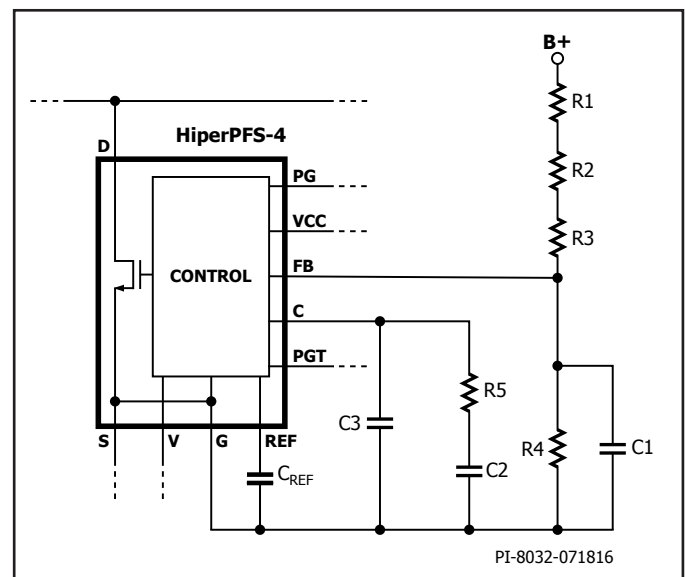 B+
R1
HiperPFS-4
D
PG
R2
VCC
R3
CONTROL
FB
C
PGT
R5
C3
R4
C1
S
V
G
REF
C2
CREF
PI-8032-071816